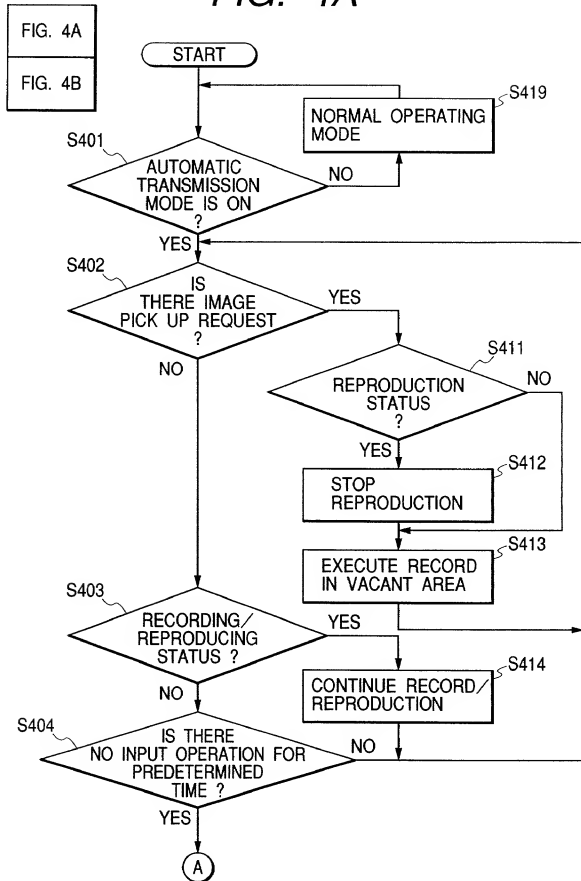 FIG. 4A
FIG. 4A
FIG. 4B
START
S419
NORMAL OPERATING
MODE
S401
AUTOMATIC
TRANSMISSION
MODE IS ON
?
NO
YES
S402
IS
THERE IMAGE
PICK UP REQUEST
?
YES
NO
S411
REPRODUCTION
STATUS
?
NO
YES
S412
STOP
REPRODUCTION
S413
EXECUTE RECORD
IN VACANT AREA
S403
RECORDING/
REPRODUCING
STATUS ?
YES
NO
S414
CONTINUE RECORD/
REPRODUCTION
S404
IS THERE
NO INPUT OPERATION FOR
PREDETERMINED
TIME ?
NO
YES
A